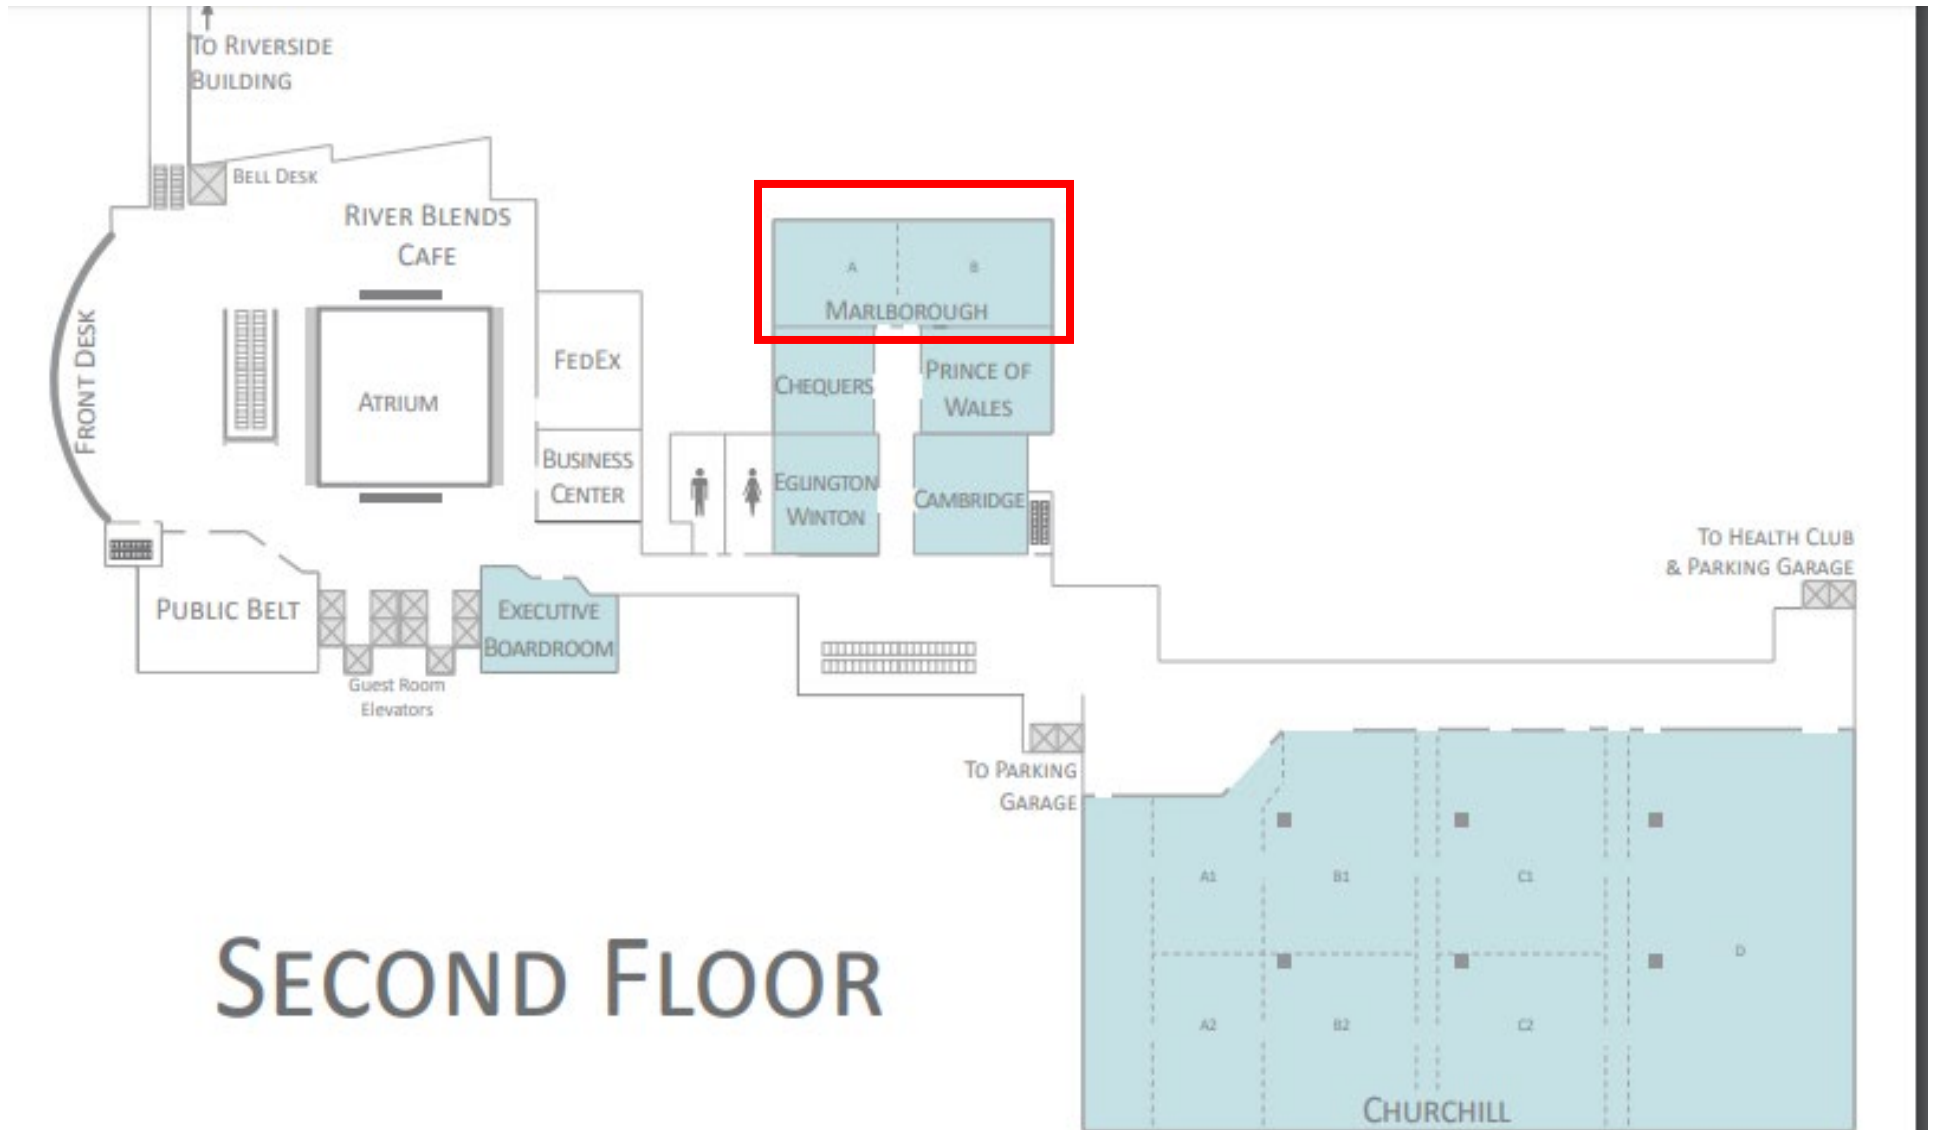 TO RIVERSIDE
BUILDING
BELL DESK
RIVER BLENDS
CAFE
FRONT DESK
ATRIUM
FEDEX
BUSINESS
CENTER
A
B
MARLBOROUGH
CHEQUERS
PRINCE OF
WALES
EGLINGTON
WINTON
CAMBRIDGE
PUBLIC BELT
EXECUTIVE
BOARDROOM
Guest Room
Elevators
TO HEALTH CLUB
& PARKING GARAGE
TO PARKING
GARAGE
A1
B1
C1
D
A2
B2
C2
CHURCHILL
SECOND FLOOR